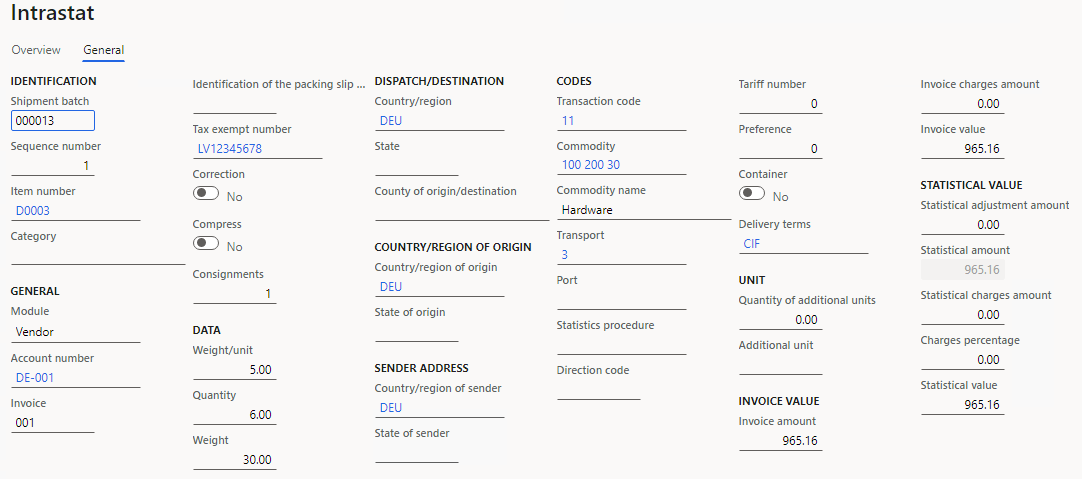 Intrastat
Overview
General
IDENTIFICATION
Shipment batch
000013
Sequence number
1
Item number
D0003
Category
GENERAL
Module
Vendor
Account number
DE-001
Invoice
001
Identification of the packing slip ...
Tax exempt number
LV12345678
Correction
No
Compress
No
Consignments
1
DATA
Weight/unit
5.00
Quantity
6.00
Weight
30.00
DISPATCH/DESTINATION
Country/region
DEU
State
County of origin/destination
COUNTRY/REGION OF ORIGIN
Country/region of origin
DEU
State of origin
SENDER ADDRESS
Country/region of sender
DEU
State of sender
CODES
Transaction code
11
Commodity
100 200 30
Commodity name
Hardware
Transport
3
Port
Statistics procedure
Direction code
Tariff number
0
Preference
0
Container
No
Delivery terms
CIF
UNIT
Quantity of additional units
0.00
Additional unit
INVOICE VALUE
Invoice amount
965.16
Invoice charges amount
0.00
Invoice value
965.16
STATISTICAL VALUE
Statistical adjustment amount
0.00
Statistical amount
965.16
Statistical charges amount
0.00
Charges percentage
0.00
Statistical value
965.16